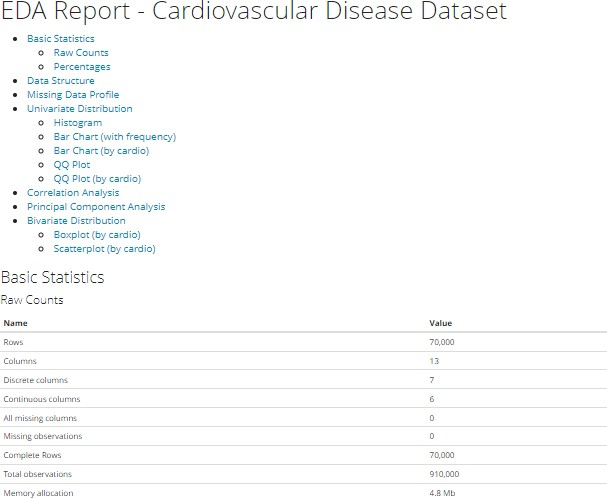 EDA Report - Cardiovascular Disease Dataset
Basic Statistics
Raw Counts
Percentages
Data Structure
Missing Data Profile
Univariate Distribution
Histogram
Bar Chart (with frequency)
Bar Chart (by cardio)
QQ Plot
QQ Plot (by cardio)
Correlation Analysis
Principal Component Analysis
Bivariate Distribution
Boxplot (by cardio)
Scatterplot (by cardio)
Basic Statistics
Raw Counts
Name Value
Rows 70,000
Columns 13
Discrete columns 7
Continuous columns 6
All missing columns 0
Missing observations 0
Complete Rows 70,000
Total observations 910,000
Memory allocation 4.8 Mb